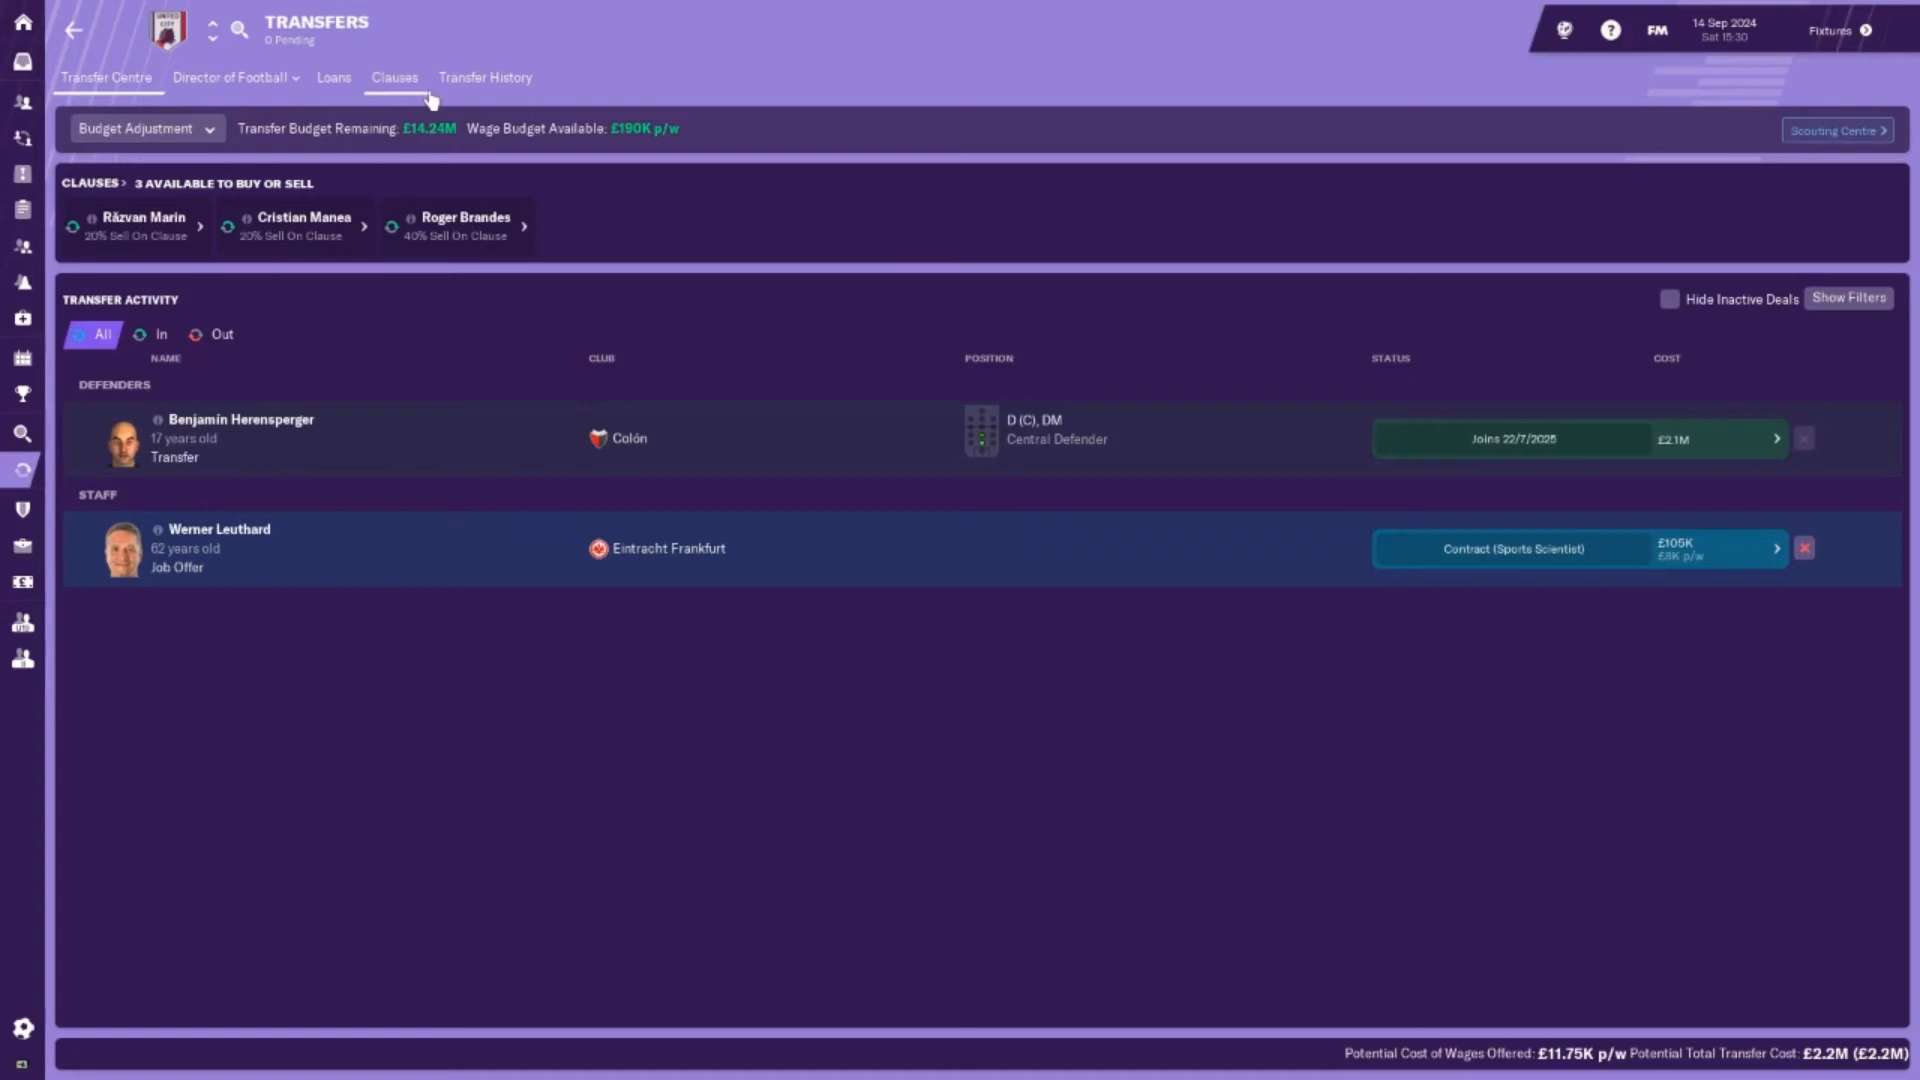 UNITED
CITY
TRANSFERS
0 Pending
14 Sep 2024
Sat 15:30
FM
Fixtures
Transfer Centre
Director of Football
Loans
Clauses
Transfer History
Budget Adjustment
Transfer Budget Remaining: £14.24M Wage Budget Available: £190K p/w
Scouting Centre >
CLAUSES > 3 AVAILABLE TO BUY OR SELL
Răzvan Marin
20% Sell On Clause
Cristian Manea
20% Sell On Clause
Roger Brandes
40% Sell On Clause
TRANSFER ACTIVITY
Hide Inactive Deals
Show Filters
All
In
Out
NAME
CLUB
POSITION
STATUS
COST
DEFENDERS
Benjamín Herensperger
17 years old
Transfer
Colón
D (C), DM
Central Defender
Joins 22/7/2025
£2.1M
STAFF
Werner Leuthard
62 years old
Job Offer
Eintracht Frankfurt
Contract (Sports Scientist)
£105K
£8K p/w
Potential Cost of Wages Offered: £11.75K p/w Potential Total Transfer Cost: £2.2M (£2.2M)